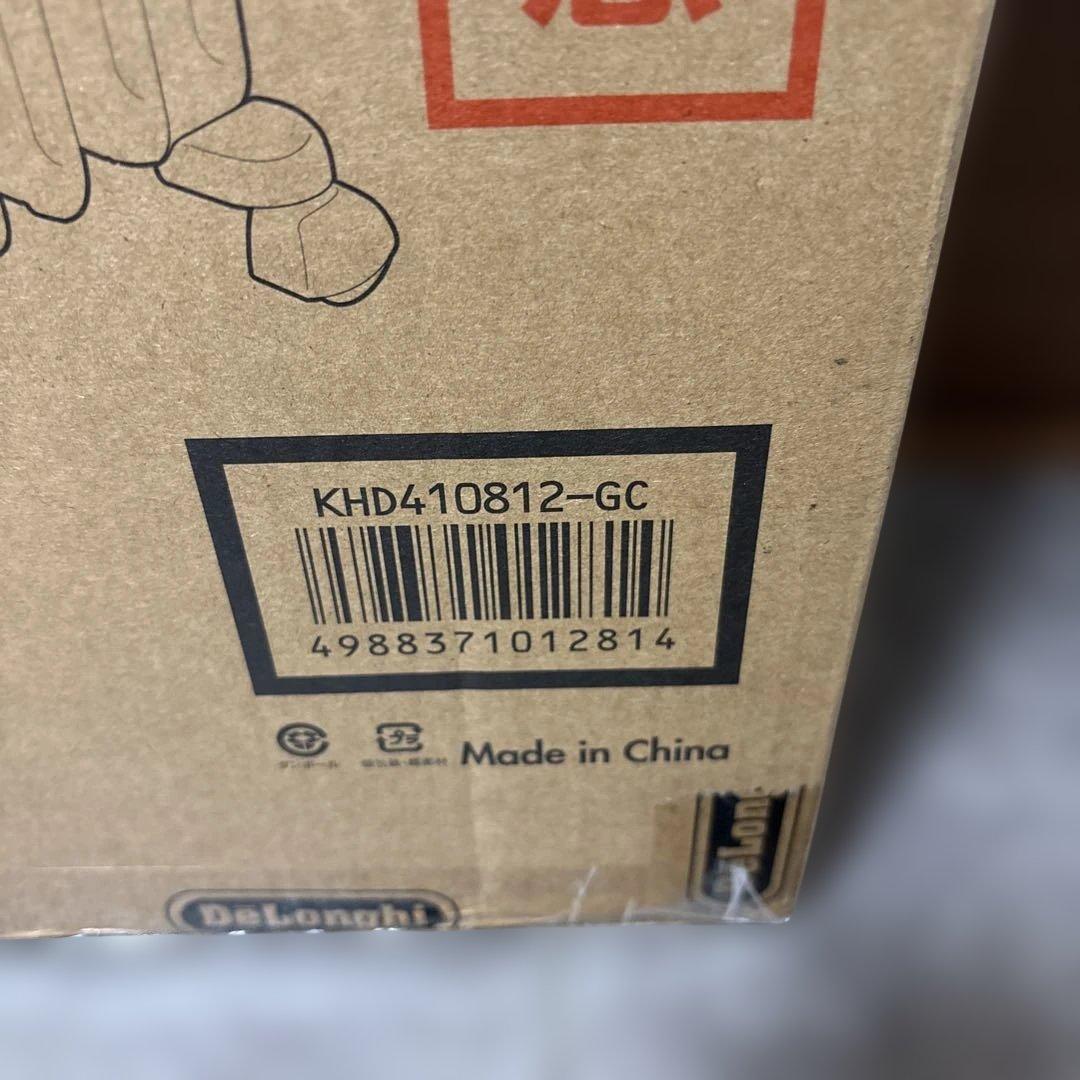 KHD410812-GC
4988371012814
ダンボール
Made in China
DeLonghi